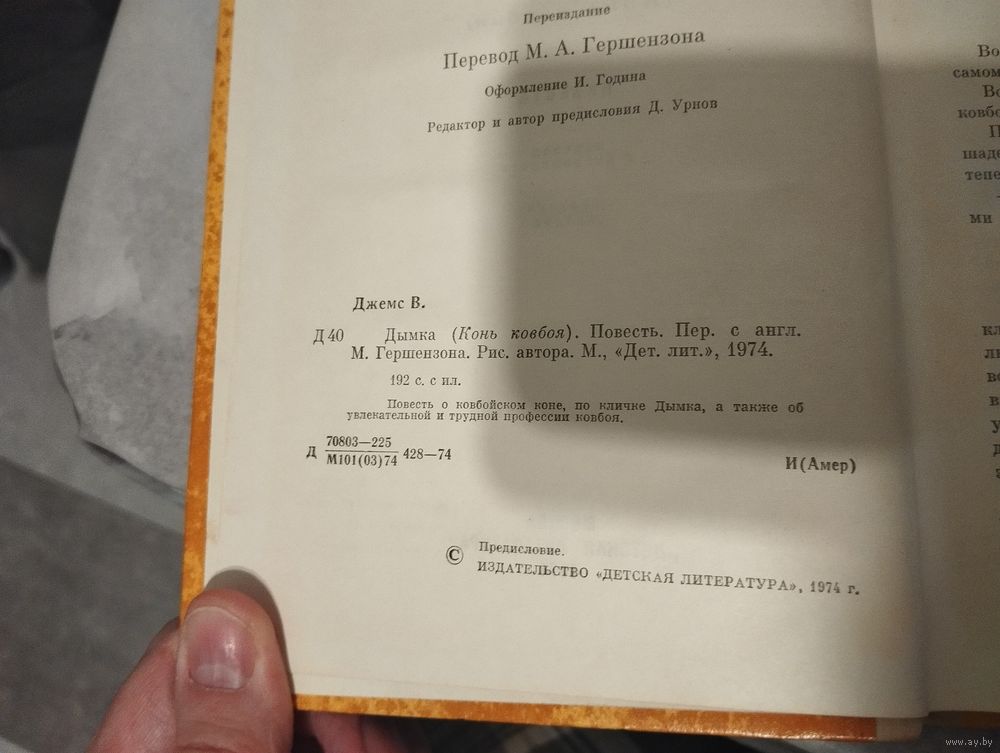 Переиздание
Перевод М. А. Гершензона
Оформление И. Година
Редактор и автор предисловия Д. Урнов
Джемс В.
Д 40 Дымка (Конь ковбоя). Повесть. Пер. с англ.
М. Гершензона. Рис. автора. М., «Дет. лит.», 1974.
192 с. с ил.
Повесть о ковбойском коне, по кличке Дымка, а также об
увлекательной и трудной профессии ковбоя.
Д 70803—225
М101(03)74 428—74
И(Амер)
© Предисловие.
ИЗДАТЕЛЬСТВО «ДЕТСКАЯ ЛИТЕРАТУРА», 1974 г.
www.ay.by